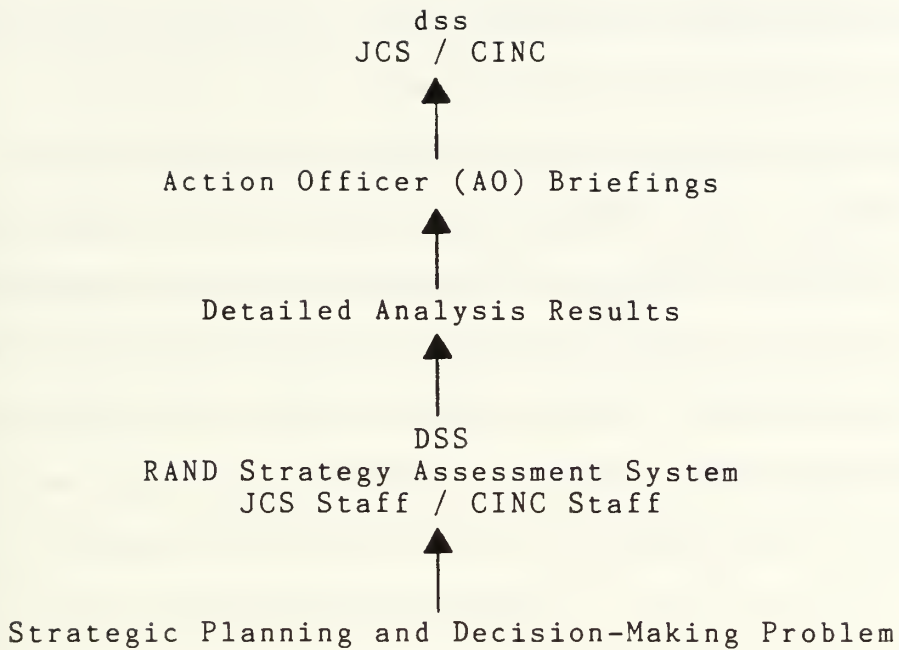 dss
JCS / CINC
Action Officer (AO) Briefings
Detailed Analysis Results
DSS
RAND Strategy Assessment System
JCS Staff / CINC Staff
Strategic Planning and Decision-Making Problem